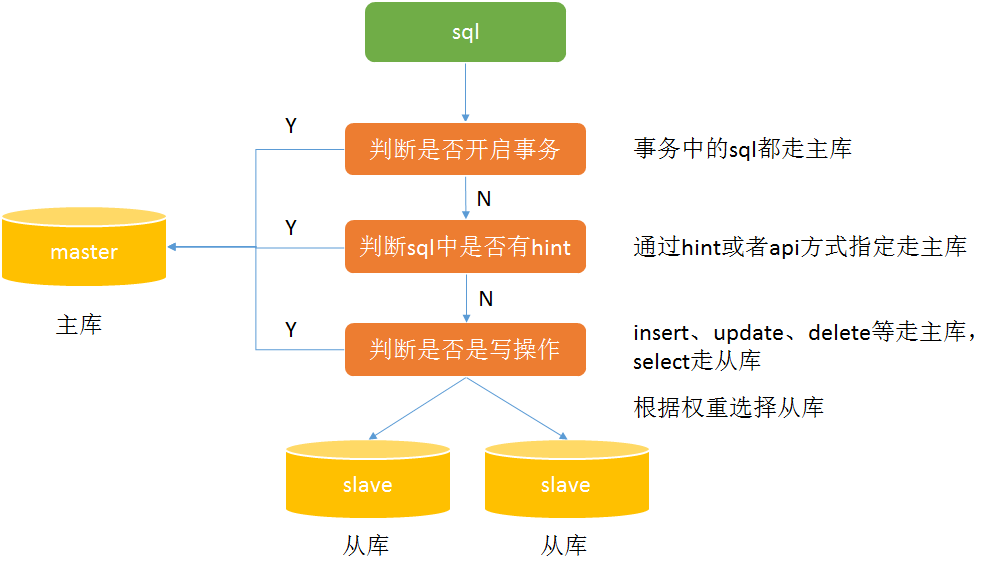 sql
Y
判断是否开启事务
事务中的sql都走主库
N
Y
判断sql中是否有hint
通过hint或者api方式指定走主库
master
主库
N
Y
判断是否是写操作
insert、update、delete等走主库，
select走从库
根据权重选择从库
slave
slave
从库
从库